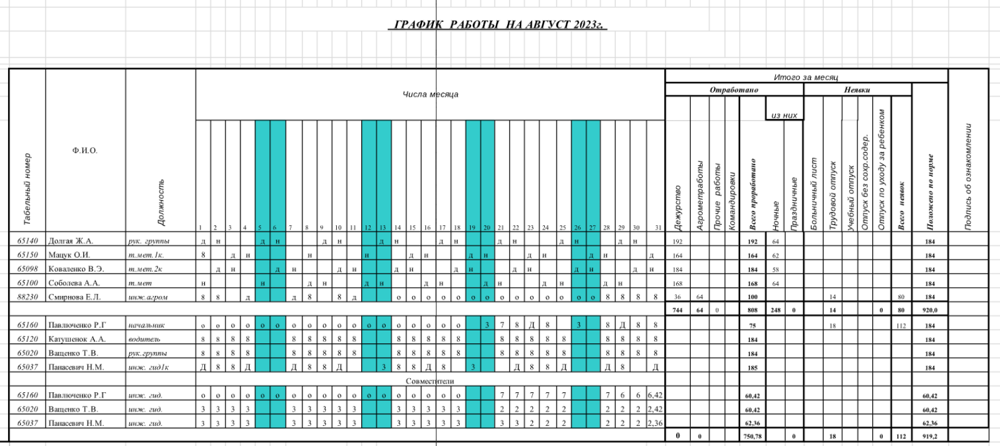 ГРАФИК РАБОТЫ НА АВГУСТ 2023г.
Табельный номер
Ф.И.О.
Должность
Числа месяца
Итого за месяц
Отработано
Неявки
из них
Дежурство
Агрометработы
Прочие работы
Командировки
Всего проработано
Ночные
Праздничные
Больничный лист
Трудовой отпуск
Учебный отпуск
Отпуск без сохр.содер.
Отпуск по уходу за ребенком
Всего неявок
Положено по норме
Подпись об ознакомлении
1 2 3 4 5 6 7 8 9 10 11 12 13 14 15 16 17 18 19 20 21 22 23 24 25 26 27 28 29 30 31
65140 Долгая Ж.А. рук. группы д н д н д н д н д н д н д н д н 192 192 64 184
65150 Мацук О.И. т.мет.1к. 8 д н н н д н д н д н д н д 164 164 62 184
65098 Коваленко В.Э. т.мет.2к д н д н д н д н д н д н д н д н 184 184 58 184
65100 Соболева А.А. т.мет н н д н д н д н д н д н д н 168 168 64 184
88230 Смирнова Е.Л. инж.агром 8 8 д д 8 8 д о о о о о о о о о о о о о о 8 8 8 8 36 64 100 14 80 184
744 64 0 808 248 0 14 0 80 920,0
65160 Павлюченко Р.Г начальник о о о о о о о о о о о о о о о о о о 3 7 8 Д 8 3 8 Д 8 8 75 18 112 184
65120 Катушенок А.А. водитель 8 8 8 8 8 8 8 8 8 8 8 8 8 8 8 8 8 8 8 8 8 8 8 184
65020 Ващенко Т.В. рук.группы 8 8 8 8 8 8 8 8 8 8 8 8 8 8 8 8 8 8 8 8 8 8 8 184 184
65037 Панасевич Н.М. инж. гид1к Д 8 8 Д Д 8 8 Д 3 8 8 Д 8 3 Д 8 8 Д Д 8 Д 185 184
Совместители
65160 Павлюченко Р.Г инж. гид. о о о о о о о о о о о о о о о о о о 7 7 7 7 7 7 6 6 6,42 60,42 60,42
65020 Ващенко Т.В. инж. гид. 3 3 3 3 3 3 3 3 3 3 3 3 3 3 2 2 2 2 2 2 2 2 2,42 60,42 60,42
65037 Панасевич Н.М. инж. гид. 3 3 3 3 3 3 3 3 3 3 3 3 3 3 3 3 2 2 2 2 2 2 2,36 62,36 62,36
0 0 750,78 0 18 0 112 919,2